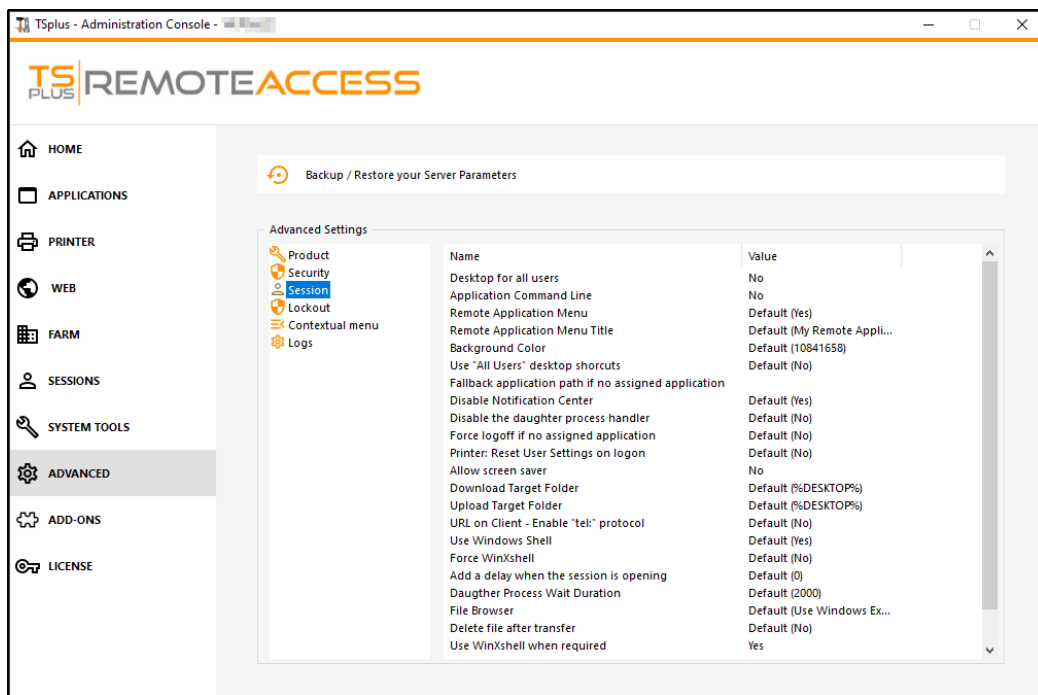 TSplus - Administration Console -
TS PLUS REMOTEACCESS
HOME
APPLICATIONS
PRINTER
WEB
FARM
SESSIONS
SYSTEM TOOLS
ADVANCED
ADD-ONS
LICENSE
Backup / Restore your Server Parameters
Advanced Settings
Product
Security
Session
Lockout
Contextual menu
Logs
Name Value
Desktop for all users No
Application Command Line No
Remote Application Menu Default (Yes)
Remote Application Menu Title Default (My Remote Appli...
Background Color Default (10841658)
Use "All Users" desktop shorcuts Default (No)
Fallback application path if no assigned application
Disable Notification Center Default (Yes)
Disable the daughter process handler Default (No)
Force logoff if no assigned application Default (No)
Printer: Reset User Settings on logon Default (No)
Allow screen saver No
Download Target Folder Default (%DESKTOP%)
Upload Target Folder Default (%DESKTOP%)
URL on Client - Enable "tel:" protocol Default (No)
Use Windows Shell Default (Yes)
Force WinXshell Default (No)
Add a delay when the session is opening Default (0)
Daugther Process Wait Duration Default (2000)
File Browser Default (Use Windows Ex...
Delete file after transfer Default (No)
Use WinXshell when required Yes